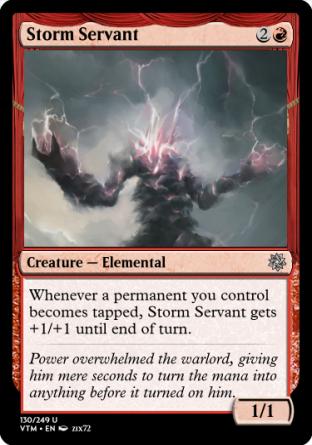 Storm Servant 2
Creature — Elemental
Whenever a permanent you control
becomes tapped, Storm Servant gets
+1/+1 until end of turn.
Power overwhelmed the warlord, giving
him mere seconds to turn the mana into
anything before it turned on him.
1/1
130/249 U
VTM • EN zix72